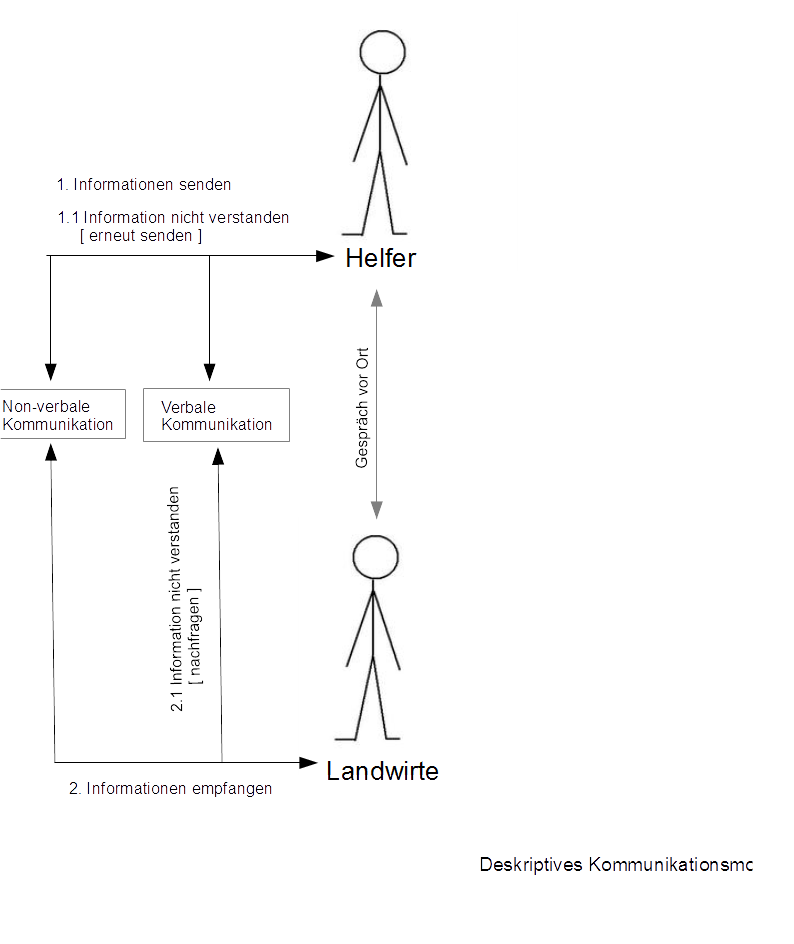 1. Informationen senden
1.1 Information nicht verstanden
[ erneut senden ]
Helfer
Gespräch vor Ort
Non-verbale
Kommunikation
Verbale
Kommunikation
2.1 Information nicht verstanden
[ nachfragen ]
Landwirte
2. Informationen empfangen
Deskriptives Kommunikationsmo